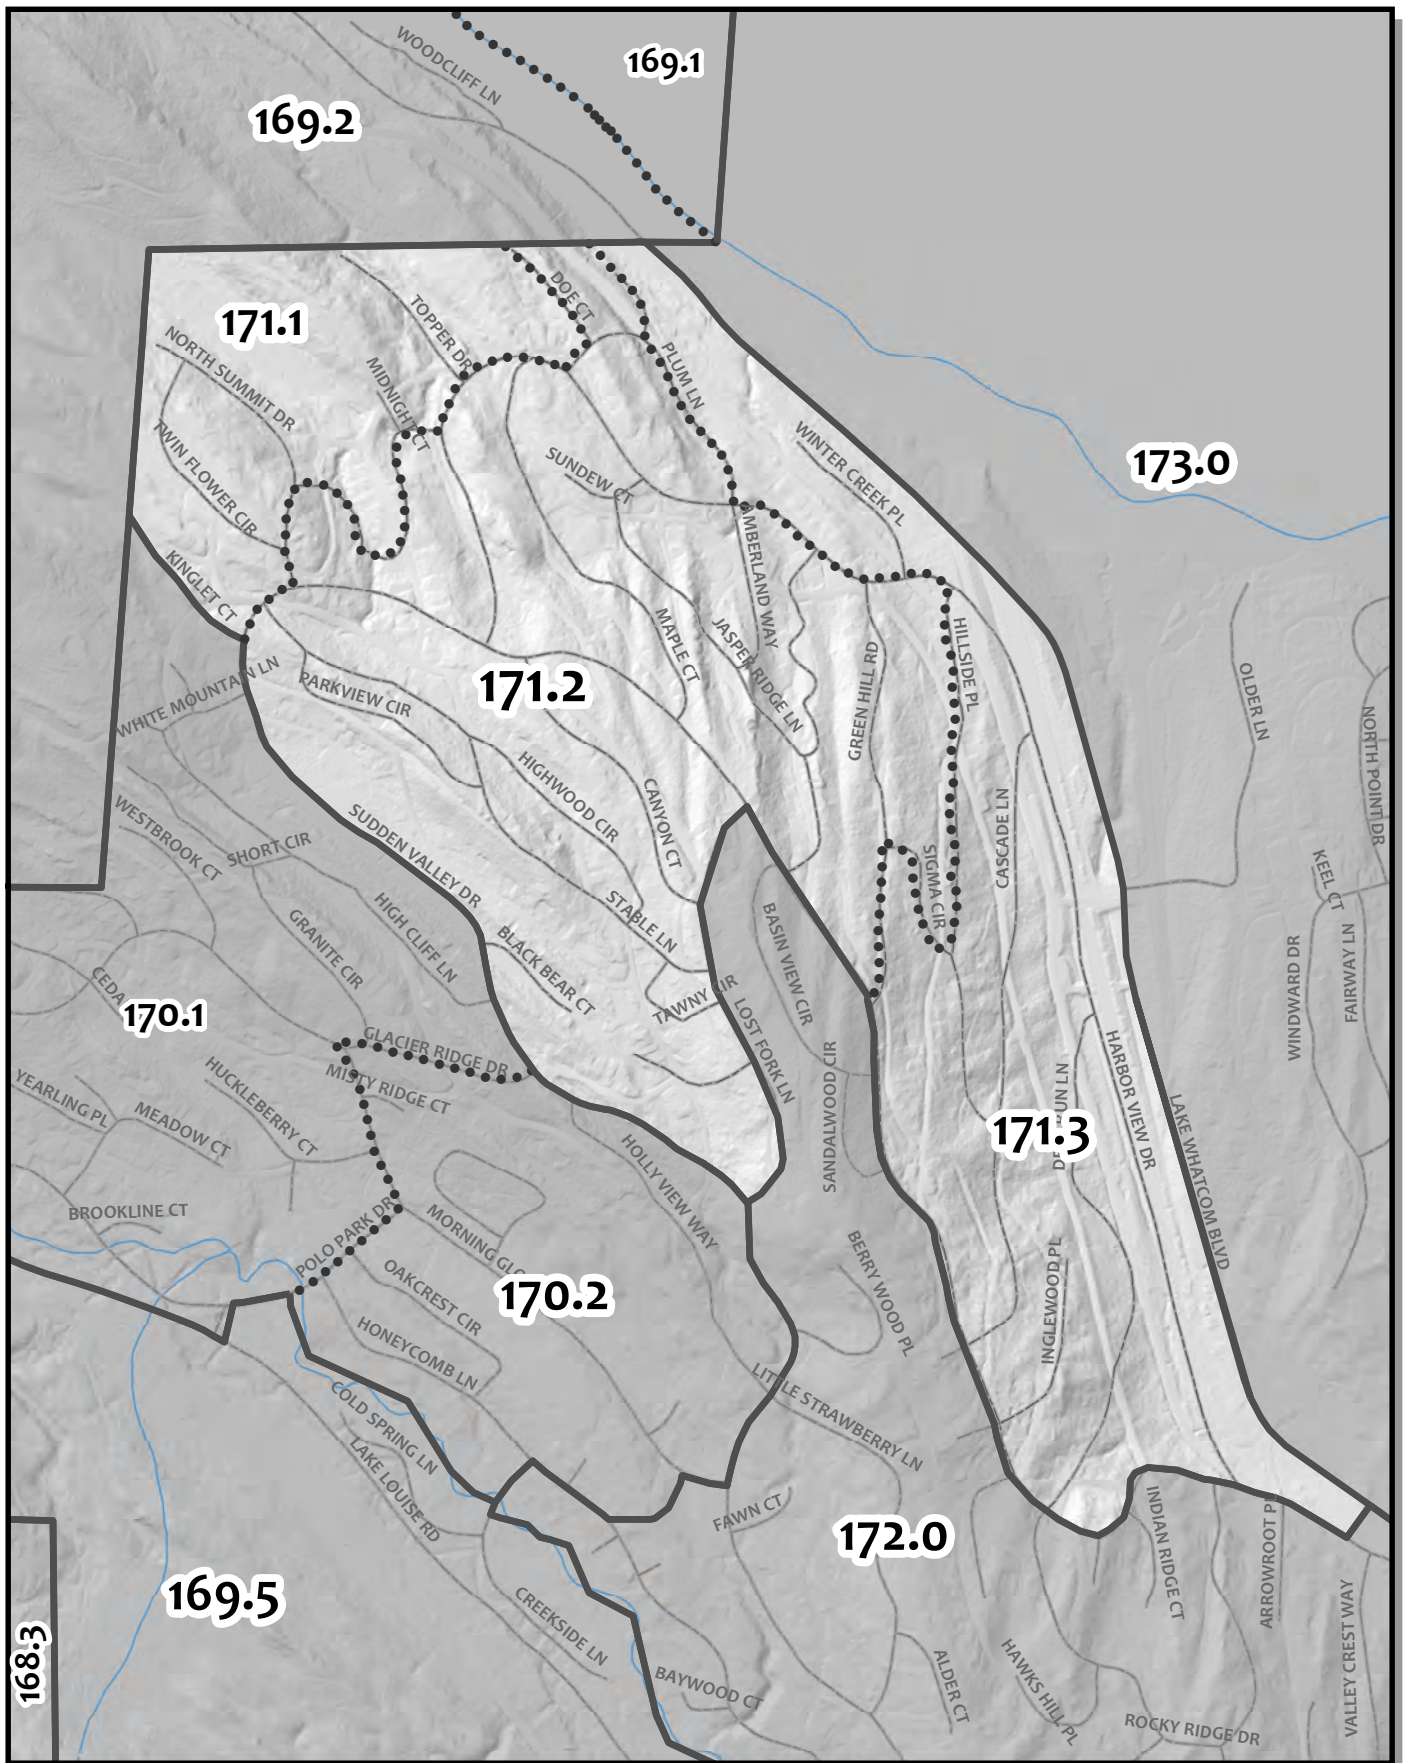 WOODCLIFF LN
169.1
169.2
DOE CT
171.1
TOPPER DR
NORTH SUMMIT DR
MIDNIGHT CT
PLUM LN
TWIN FLOWER CIR
WINTER CREEK PL
173.0
SUNDEW CT
AMBERLAND WAY
KINGLET CT
MAPLE CT
JASPER RIDGE LN
GREEN HILL RD
HILLSIDE PL
171.2
WHITE MOUNTAIN LN
PARKVIEW CIR
OLDER LN
NORTH POINT DR
HIGHWOOD CIR
CANYON CT
CASCADE LN
WESTBROOK CT
SHORT CIR
SUDDEN VALLEY DR
SIGMA CIR
KEEL CT
GRANITE CIR
HIGH CLIFF LN
STABLE LN
BLACK BEAR CT
BASIN VIEW CIR
TAWNY CIR
LOST FORK LN
WINDWARD DR
FAIRWAY LN
170.1
GLACIER RIDGE DR
MISTY RIDGE CT
SANDALWOOD CIR
HARBOR VIEW DR
YEARLING PL
MEADOW CT
HUCKLEBERRY CT
171.3
LAKE WHATCOM BLVD
HOLLY VIEW WAY
BROOKLINE CT
POLO PARK DR
MORNING GLO
170.2
OAKCREST CIR
HONEYCOMB LN
BERRY WOOD PL
INGLEWOOD PL
COLD SPRING LN
LAKE LOUISE RD
LITTLE STRAWBERRY LN
FAWN CT
172.0
INDIAN RIDGE CT
ARROWROOT P
VALLEY CREST WAY
169.5
168.3
CREEKSIDE LN
BAYWOOD CT
ALDER CT
HAWKS HILL PL
ROCKY RIDGE DR